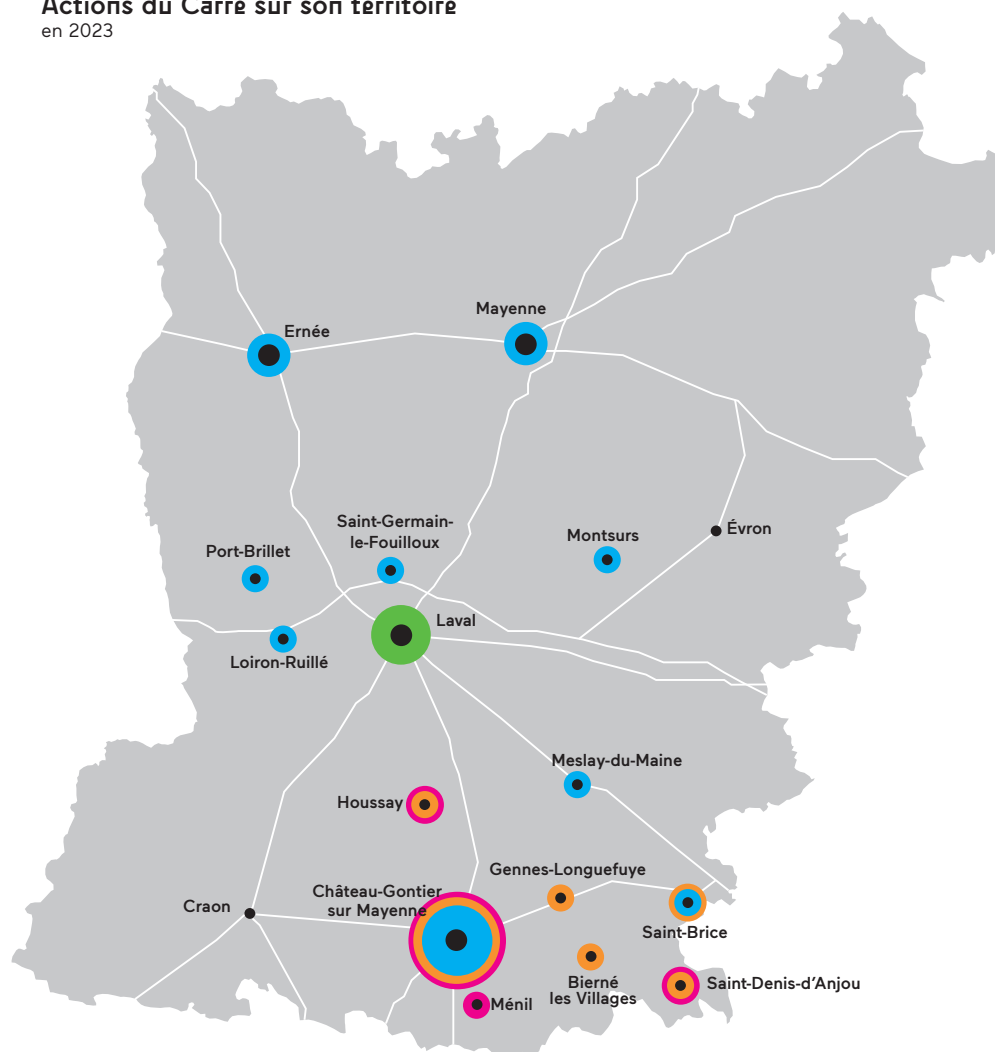 Actions du Carré sur son territoire
en 2023
Mayenne
Ernée
Saint-Germain-
le-Fouilloux
Montsurs
Évron
Port-Brillet
Laval
Loiron-Ruillé
Meslay-du-Maine
Houssay
Gennes-Longuefuye
Château-Gontier
sur Mayenne
Craon
Saint-Brice
Bierné
les Villages
Saint-Denis-d'Anjou
Ménil